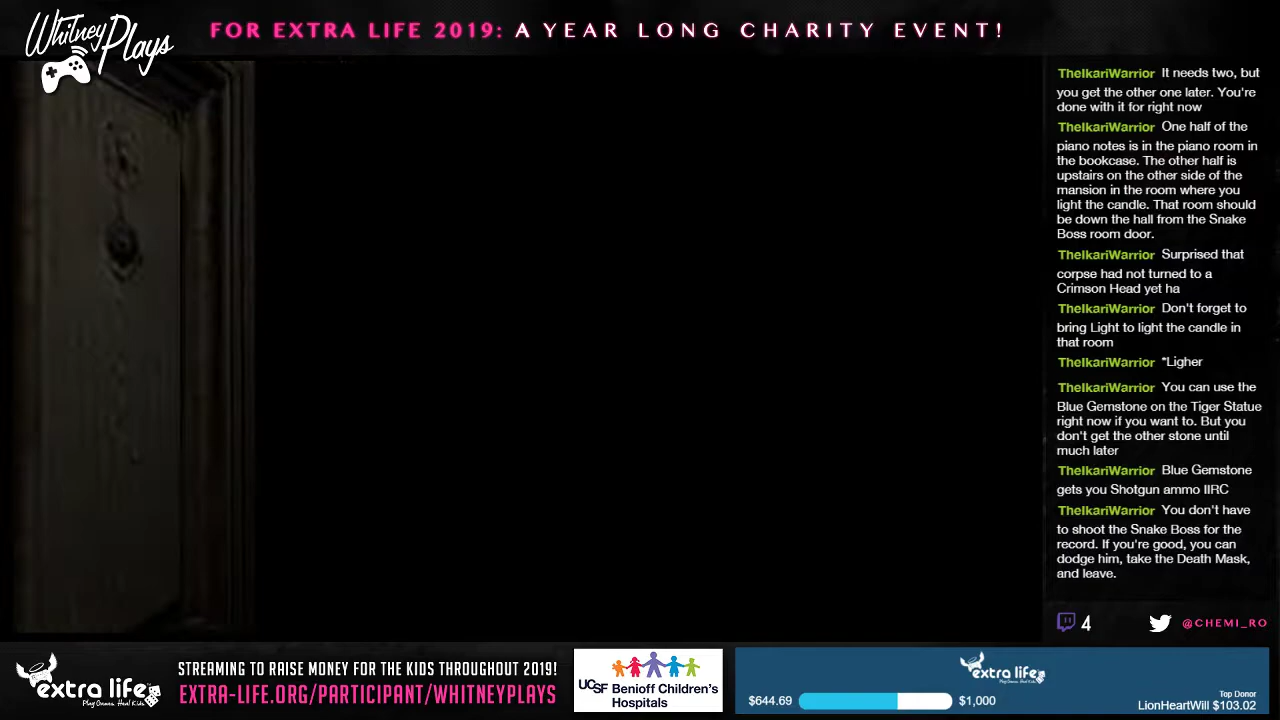 Whitney Plays
FOR EXTRA LIFE 2019: A YEAR LONG CHARITY EVENT!
TheIkariWarrior It needs two, but
you get the other one later. You're
done with it for right now
TheIkariWarrior One half of the
piano notes is in the piano room in
the bookcase. The other half is
upstairs on the other side of the
mansion in the room where you
light the candle. That room should
be down the hall from the Snake
Boss room door.
TheIkariWarrior Surprised that
corpse had not turned to a
Crimson Head yet ha
TheIkariWarrior Don't forget to
bring Light to light the candle in
that room
TheIkariWarrior *Ligher
TheIkariWarrior You can use the
Blue Gemstone on the Tiger Statue
right now if you want to. But you
don't get the other stone until
much later
TheIkariWarrior Blue Gemstone
gets you Shotgun ammo IIRC
TheIkariWarrior You don't have
to shoot the Snake Boss for the
record. If you're good, you can
dodge him, take the Death Mask,
and leave.
4
@CHEMI_RO
extra life
Play Games. Heal Kids.
STREAMING TO RAISE MONEY FOR THE KIDS THROUGHOUT 2019!
EXTRA-LIFE.ORG/PARTICIPANT/WHITNEYPLAYS
UCSF Benioff Children's
Hospitals
extra life
Play Games. Heal Kids.
$644.69
$1,000
Top Donor
LionHeartWill $103.02